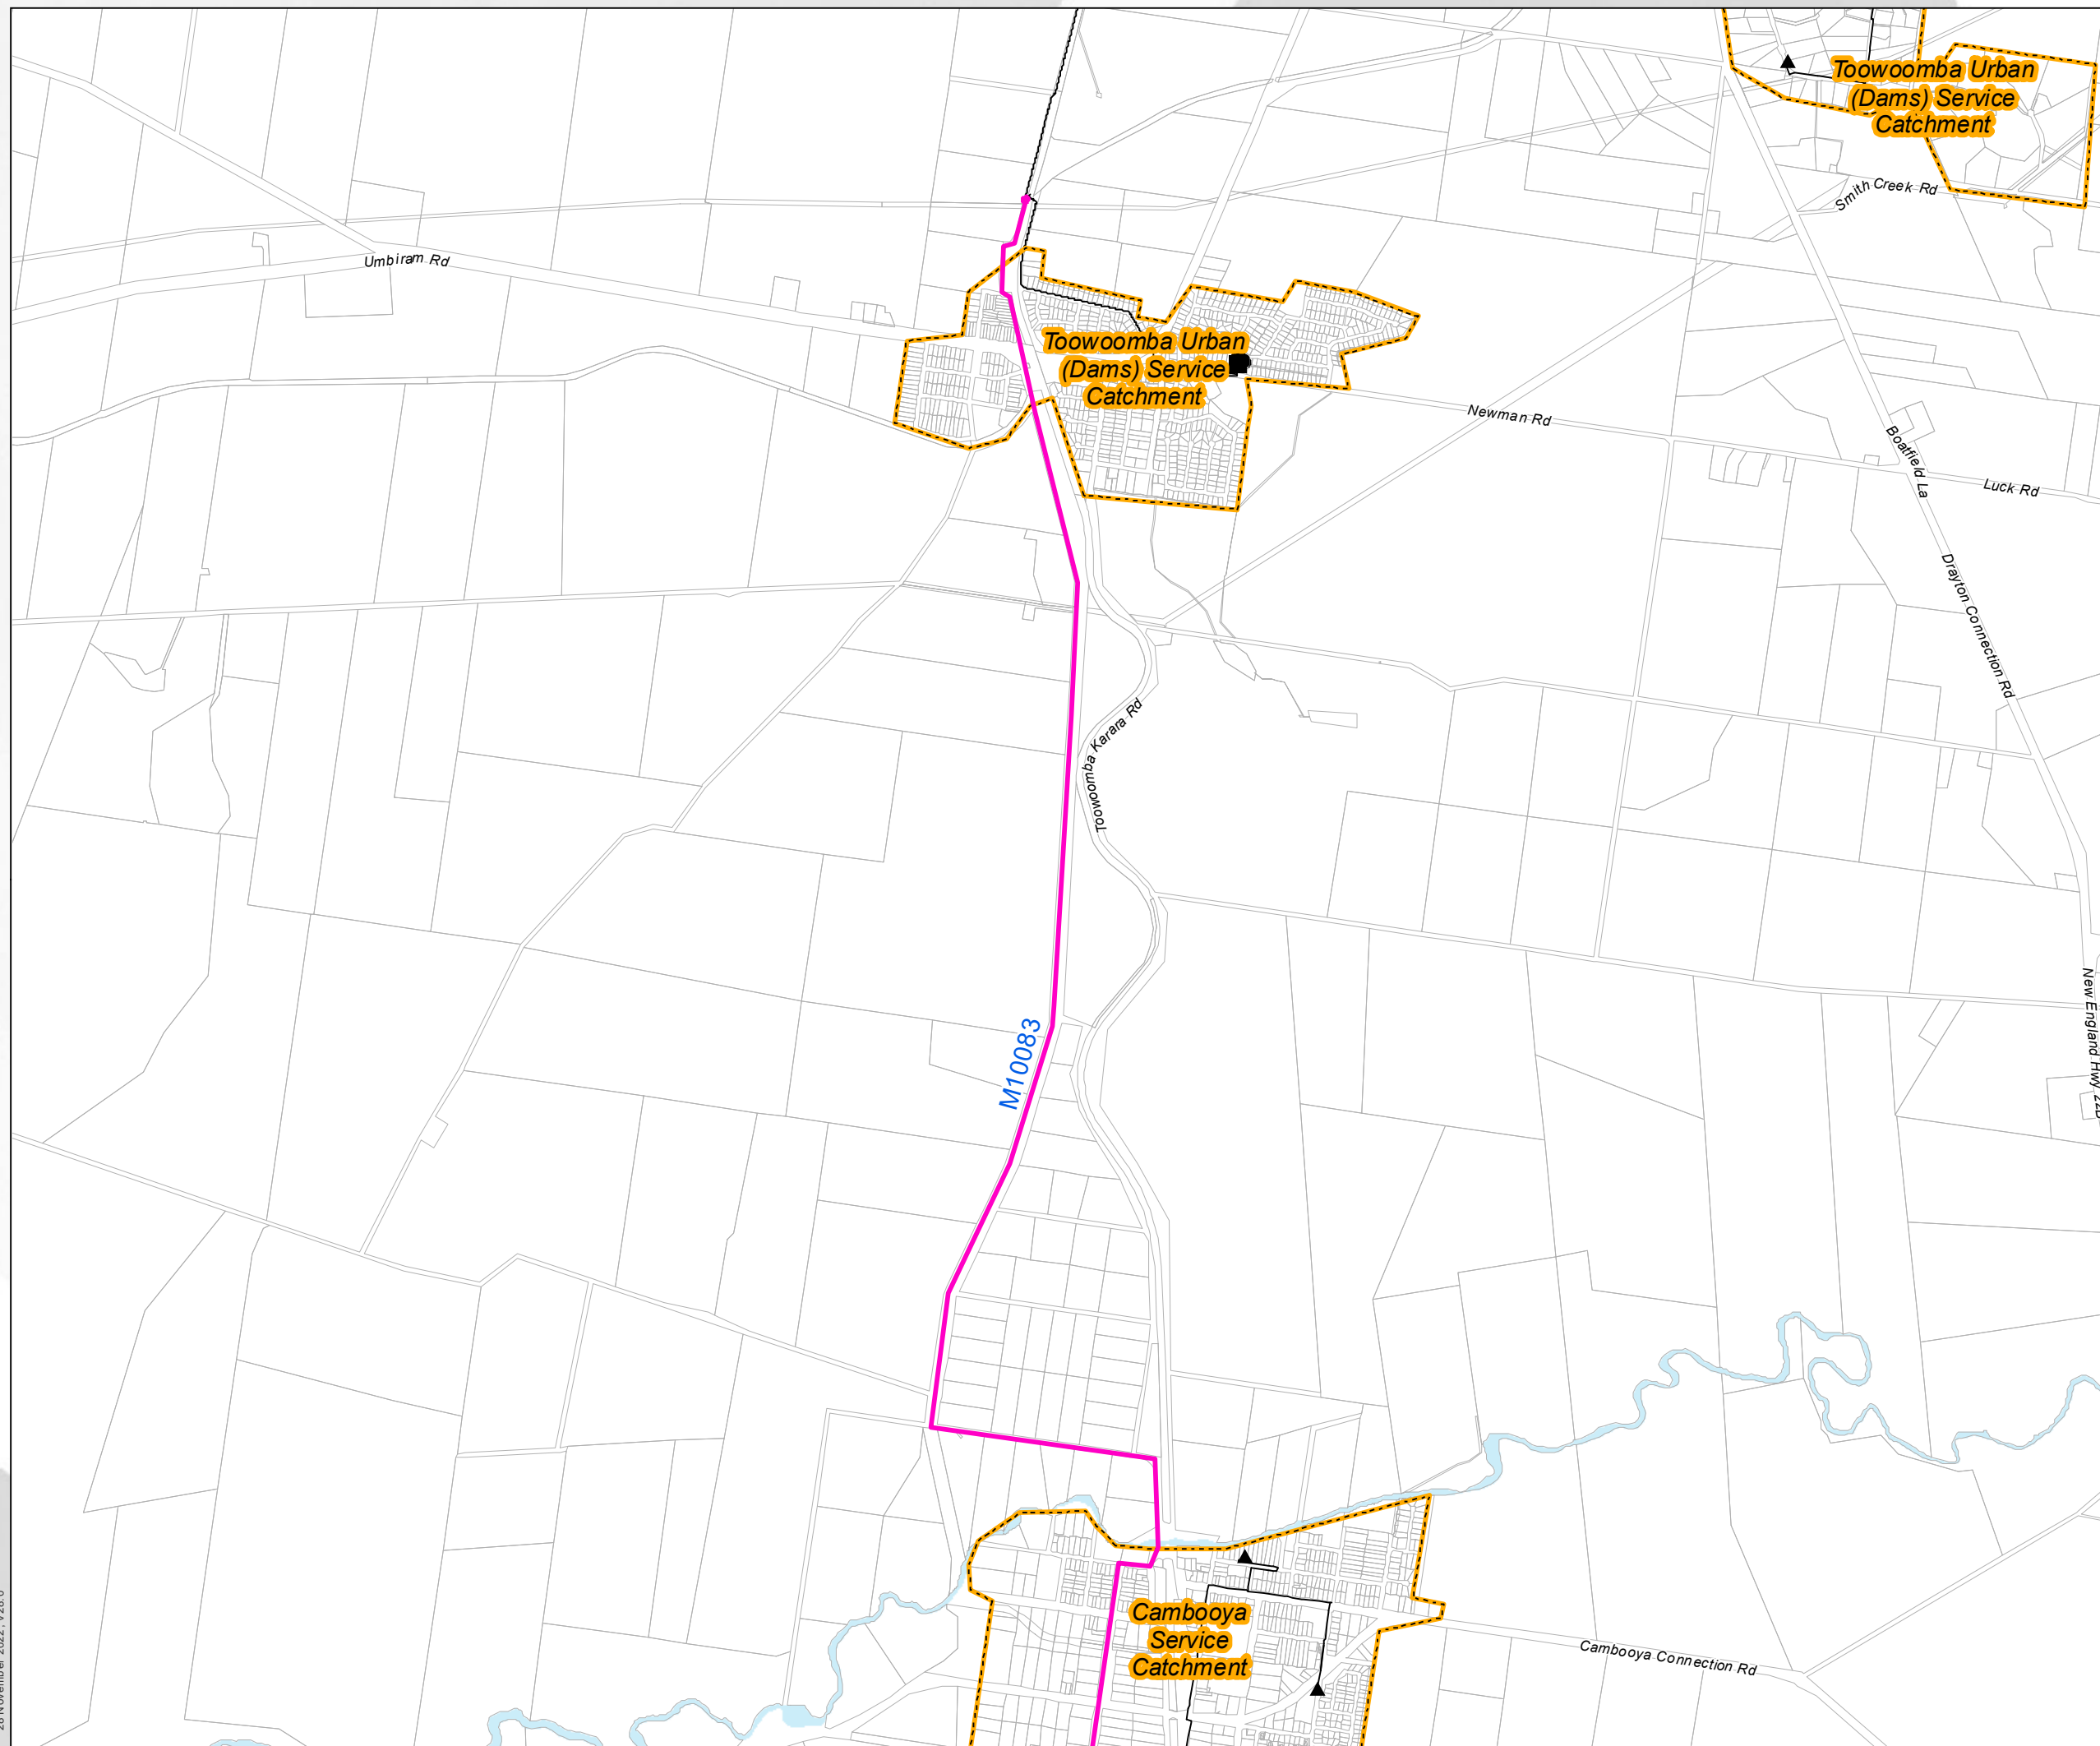 Toowoomba Urban
(Dams) Service
Catchment
Smith Creek Rd
Umbiram Rd
Toowoomba Urban
(Dams) Service
Catchment
Newman Rd
Boatfield La
Luck Rd
Drayton Connection Rd
Toowoomba Karara Rd
New England Hwy 22B
M10083
Cambooya
Service
Catchment
Cambooya Connection Rd